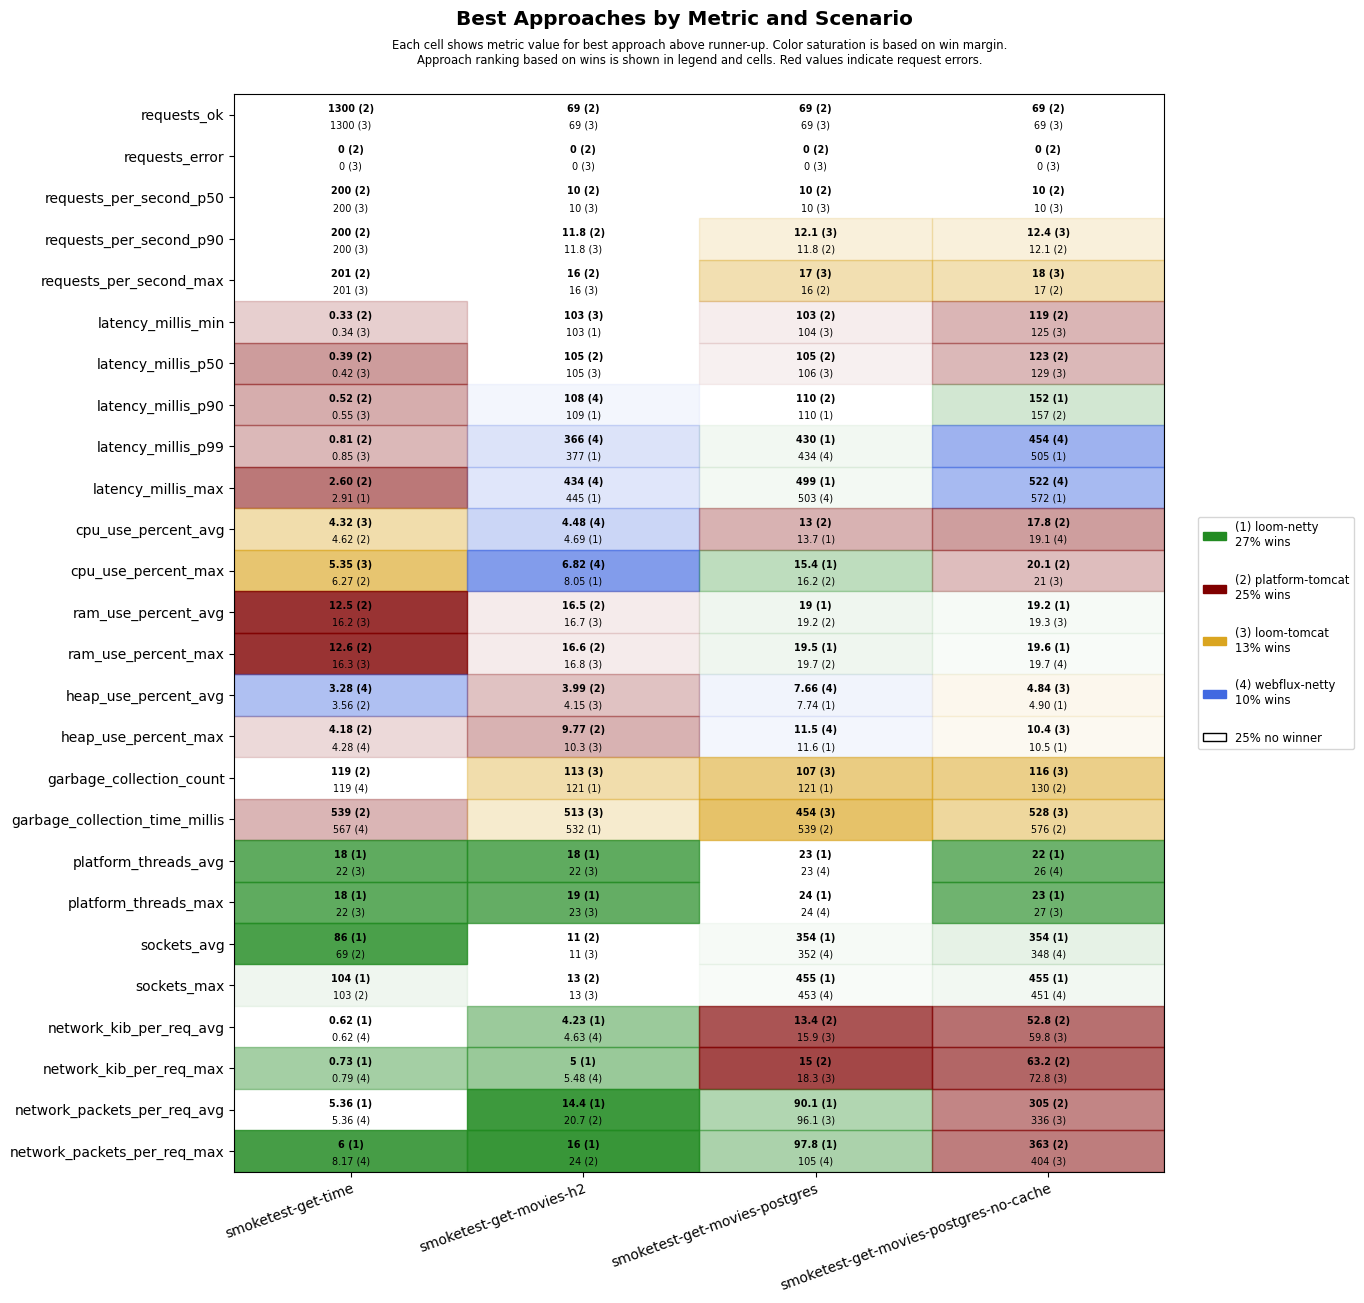 Best Approaches by Metric and Scenario
Each cell shows metric value for best approach above runner-up. Color saturation is based on win margin.
Approach ranking based on wins is shown in legend and cells. Red values indicate request errors.
requests_ok
1300 (2) 69 (2) 69 (2) 69 (2)
1300 (3) 69 (3) 69 (3) 69 (3)
requests_error
0 (2) 0 (2) 0 (2) 0 (2)
0 (3) 0 (3) 0 (3) 0 (3)
requests_per_second_p50
200 (2) 10 (2) 10 (2) 10 (2)
200 (3) 10 (3) 10 (3) 10 (3)
requests_per_second_p90
200 (2) 11.8 (2) 12.1 (3) 12.4 (3)
200 (3) 11.8 (3) 11.8 (2) 12.1 (2)
requests_per_second_max
201 (2) 16 (2) 17 (3) 18 (3)
201 (3) 16 (3) 16 (2) 17 (2)
latency_millis_min
0.33 (2) 103 (3) 103 (2) 119 (2)
0.34 (3) 103 (1) 104 (3) 125 (3)
latency_millis_p50
0.39 (2) 105 (2) 105 (2) 123 (2)
0.42 (3) 105 (3) 106 (3) 129 (3)
latency_millis_p90
0.52 (2) 108 (4) 110 (2) 152 (1)
0.55 (3) 109 (1) 110 (1) 157 (2)
latency_millis_p99
0.81 (2) 366 (4) 430 (1) 454 (4)
0.85 (3) 377 (1) 434 (4) 505 (1)
latency_millis_max
2.60 (2) 434 (4) 499 (1) 522 (4)
2.91 (1) 445 (1) 503 (4) 572 (1)
cpu_use_percent_avg
4.32 (3) 4.48 (4) 13 (2) 17.8 (2)
4.62 (2) 4.69 (1) 13.7 (1) 19.1 (4)
cpu_use_percent_max
5.35 (3) 6.82 (4) 15.4 (1) 20.1 (2)
6.27 (2) 8.05 (1) 16.2 (2) 21 (3)
ram_use_percent_avg
12.5 (2) 16.5 (2) 19 (1) 19.2 (1)
16.2 (3) 16.7 (3) 19.2 (2) 19.3 (3)
ram_use_percent_max
12.6 (2) 16.6 (2) 19.5 (1) 19.6 (1)
16.3 (3) 16.8 (3) 19.7 (2) 19.7 (4)
heap_use_percent_avg
3.28 (4) 3.99 (2) 7.66 (4) 4.84 (3)
3.56 (2) 4.15 (3) 7.74 (1) 4.90 (1)
heap_use_percent_max
4.18 (2) 9.77 (2) 11.5 (4) 10.4 (3)
4.28 (4) 10.3 (3) 11.6 (1) 10.5 (1)
garbage_collection_count
119 (2) 113 (3) 107 (3) 116 (3)
119 (4) 121 (1) 121 (1) 130 (2)
garbage_collection_time_millis
539 (2) 513 (3) 454 (3) 528 (3)
567 (4) 532 (1) 539 (2) 576 (2)
platform_threads_avg
18 (1) 18 (1) 23 (1) 22 (1)
22 (3) 22 (3) 23 (4) 26 (4)
platform_threads_max
18 (1) 19 (1) 24 (1) 23 (1)
22 (3) 23 (3) 24 (4) 27 (3)
sockets_avg
86 (1) 11 (2) 354 (1) 354 (1)
69 (2) 11 (3) 352 (4) 348 (4)
sockets_max
104 (1) 13 (2) 455 (1) 455 (1)
103 (2) 13 (3) 453 (4) 451 (4)
network_kib_per_req_avg
0.62 (1) 4.23 (1) 13.4 (2) 52.8 (2)
0.62 (4) 4.63 (4) 15.9 (3) 59.8 (3)
network_kib_per_req_max
0.73 (1) 5 (1) 15 (2) 63.2 (2)
0.79 (4) 5.48 (4) 18.3 (3) 72.8 (3)
network_packets_per_req_avg
5.36 (1) 14.4 (1) 90.1 (1) 305 (2)
5.36 (4) 20.7 (2) 96.1 (3) 336 (3)
network_packets_per_req_max
6 (1) 16 (1) 97.8 (1) 363 (2)
8.17 (4) 24 (2) 105 (4) 404 (3)
smoketest-get-time
smoketest-get-movies-h2
smoketest-get-movies-postgres
smoketest-get-movies-postgres-no-cache
(1) loom-netty
27% wins
(2) platform-tomcat
25% wins
(3) loom-tomcat
13% wins
(4) webflux-netty
10% wins
25% no winner